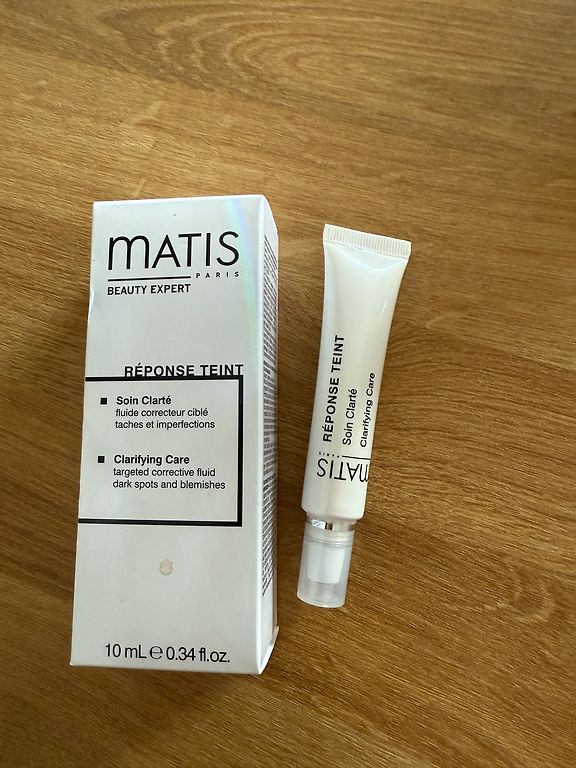 MATIS
PARIS
BEAUTY EXPERT
RÉPONSE TEINT
Soin Clarté
fluide correcteur ciblé
taches et imperfections
Clarifying Care
targeted corrective fluid
dark spots and blemishes
10 mL ℮ 0.34 fl.oz.
RÉPONSE TEINT
Soin Clarté
Clarifying Care
MATIS
PARIS